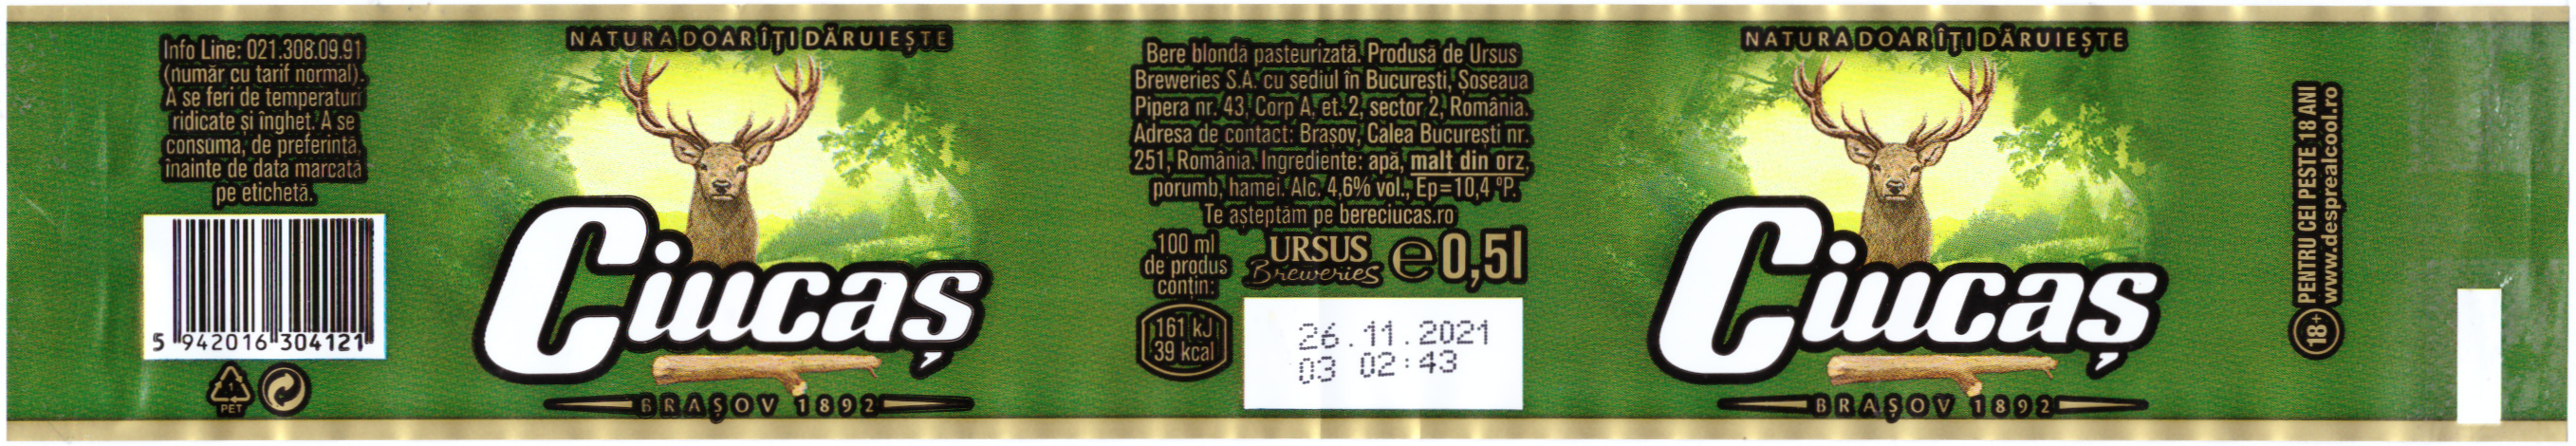 Info Line: 021.308.09.91
(număr cu tarif normal).
A se feri de temperaturi
ridicate și îngheț. A se
consuma, de preferință,
înainte de data marcată
pe etichetă.
5 942016 304121
1
PET
NATURA DOAR ÎȚI DĂRUIEȘTE
Ciucaș
BRAȘOV 1892
Bere blondă pasteurizată. Produsă de Ursus
Breweries S.A. cu sediul în București, Șoseaua
Pipera nr. 43, Corp A, et. 2, sector 2, România.
Adresa de contact: Brașov, Calea București nr.
251, România. Ingrediente: apă, malt din orz,
porumb, hamei. Alc. 4,6% vol., Ep=10,4 ºP.
Te așteptăm pe bereciucas.ro
100 ml
de produs
conțin:
161 kJ
39 kcal
URSUS
Breweries
e 0,5l
26.11.2021
03 02:43
NATURA DOAR ÎȚI DĂRUIEȘTE
Ciucaș
BRAȘOV 1892
18+ PENTRU CEI PESTE 18 ANI
www.desprealcool.ro